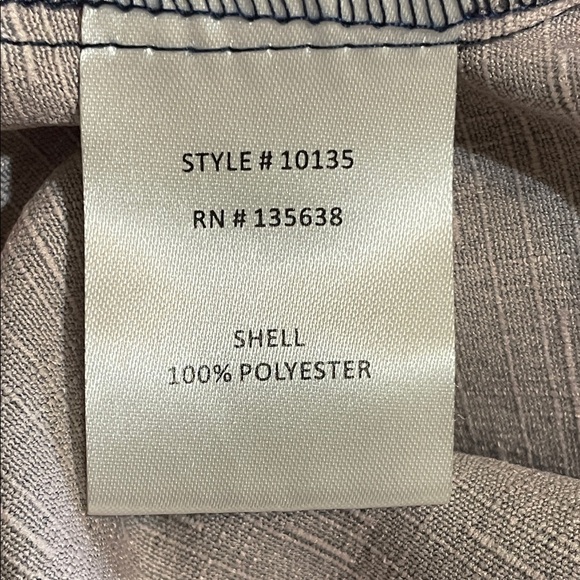 STYLE # 10135
RN # 135638
SHELL
100% POLYESTER